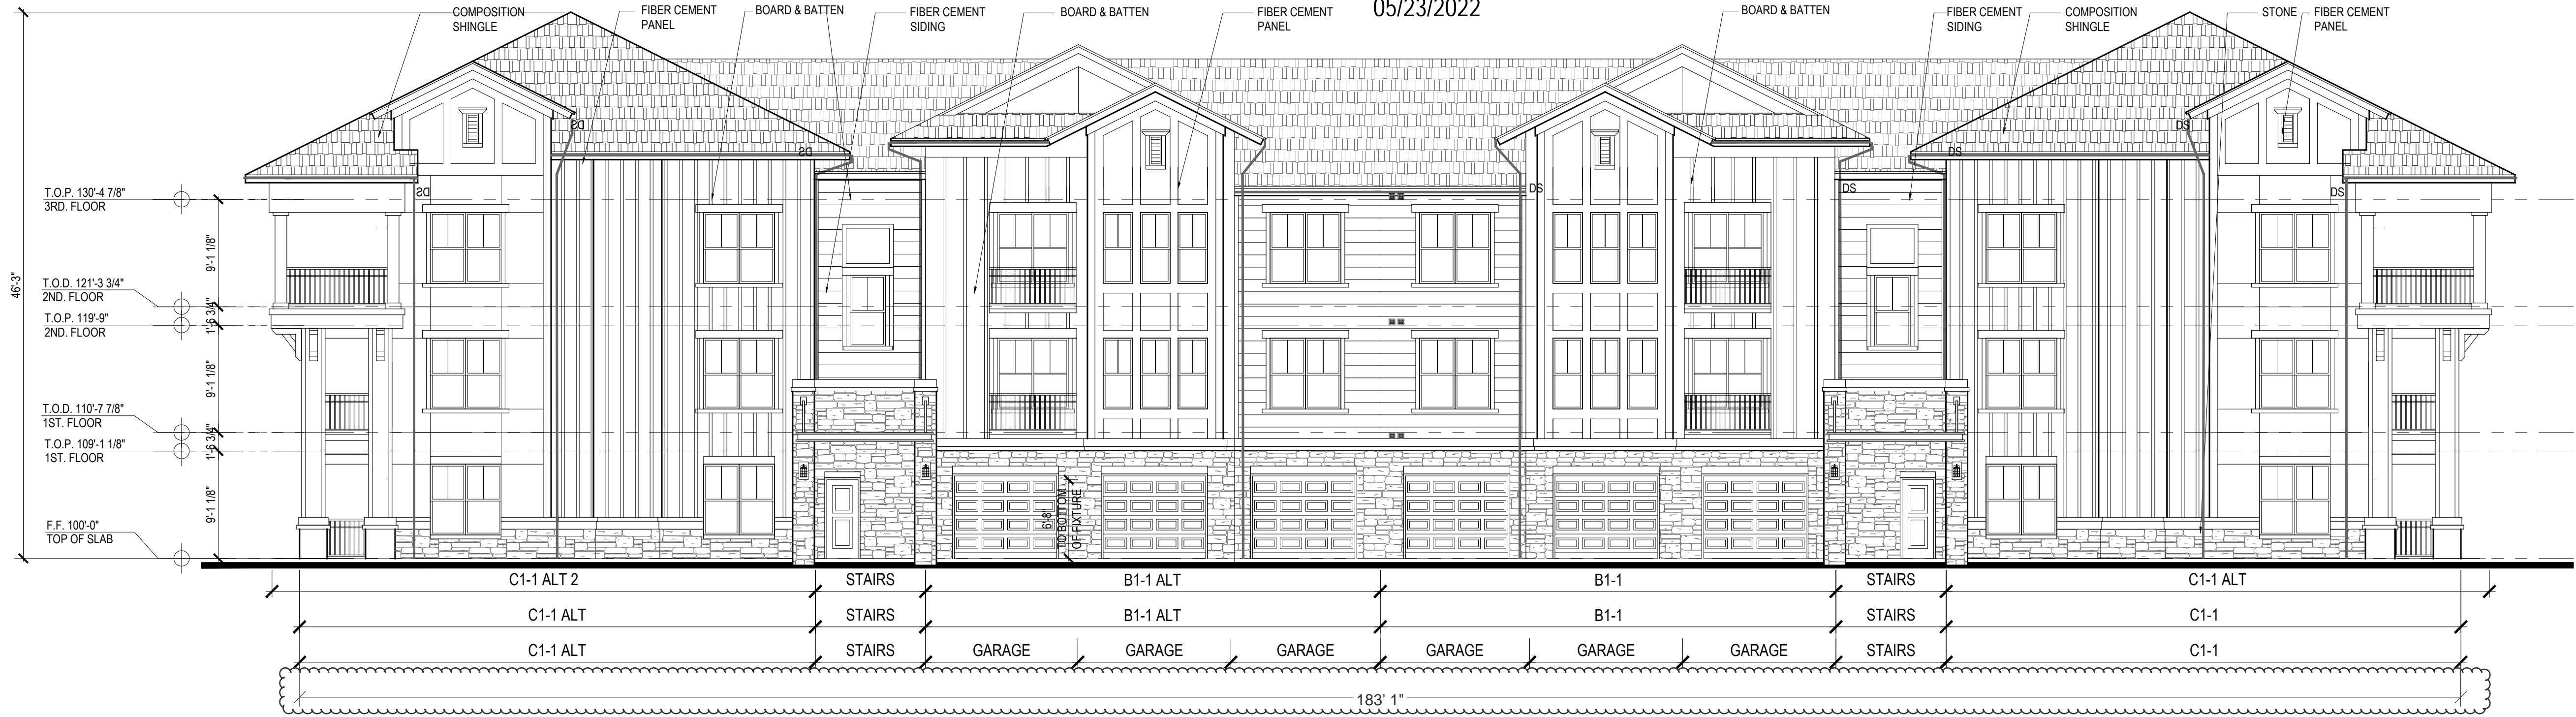 05/23/2022
COMPOSITION
SHINGLE
FIBER CEMENT
PANEL
BOARD & BATTEN
FIBER CEMENT
SIDING
BOARD & BATTEN
FIBER CEMENT
PANEL
BOARD & BATTEN
FIBER CEMENT
SIDING
COMPOSITION
SHINGLE
STONE
FIBER CEMENT
PANEL
DS
DS
DS
DS
DS
DS
DS
DS
46'-3"
T.O.P. 130'-4 7/8"
3RD. FLOOR
9'-1 1/8"
T.O.D. 121'-3 3/4"
2ND. FLOOR
1'-6 3/4"
T.O.P. 119'-9"
2ND. FLOOR
9'-1 1/8"
T.O.D. 110'-7 7/8"
1ST. FLOOR
1'-6 3/4"
T.O.P. 109'-1 1/8"
1ST. FLOOR
9'-1 1/8"
F.F. 100'-0"
TOP OF SLAB
6'-8"
TO BOTTOM
OF FIXTURE
C1-1 ALT 2 STAIRS B1-1 ALT B1-1 STAIRS C1-1 ALT
C1-1 ALT STAIRS B1-1 ALT B1-1 STAIRS C1-1
C1-1 ALT STAIRS GARAGE GARAGE GARAGE GARAGE GARAGE GARAGE STAIRS C1-1
183' 1"